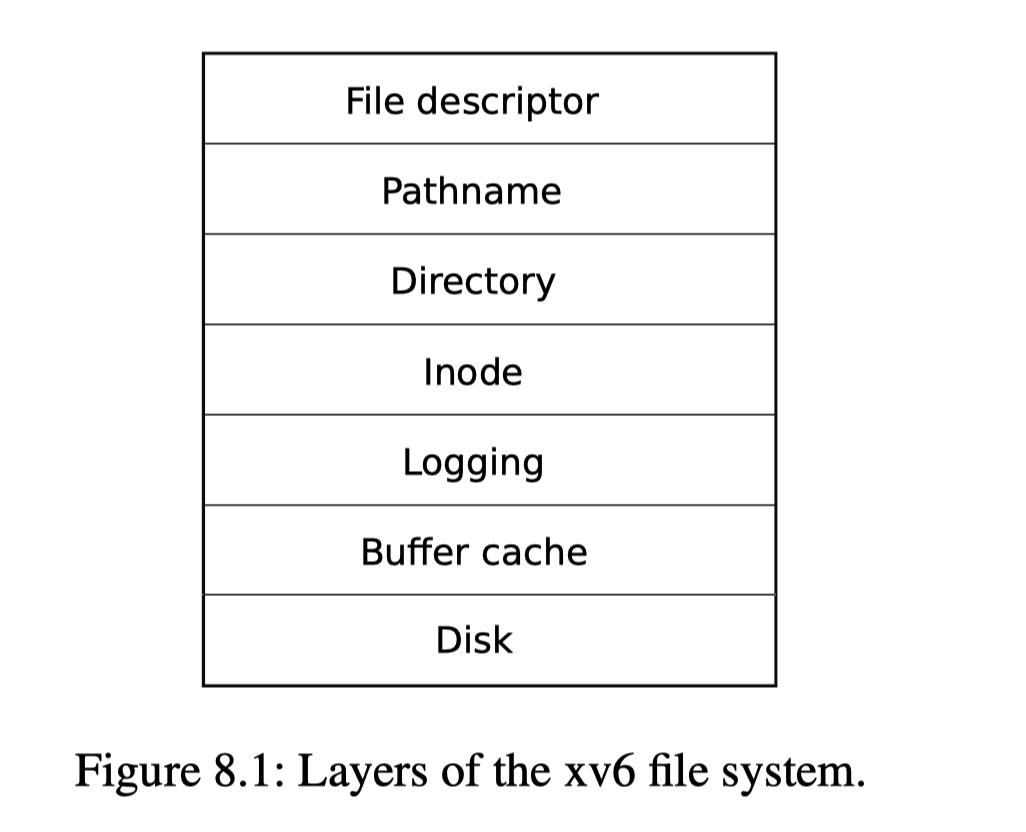 File descriptor
Pathname
Directory
Inode
Logging
Buffer cache
Disk
Figure 8.1: Layers of the xv6 file system.